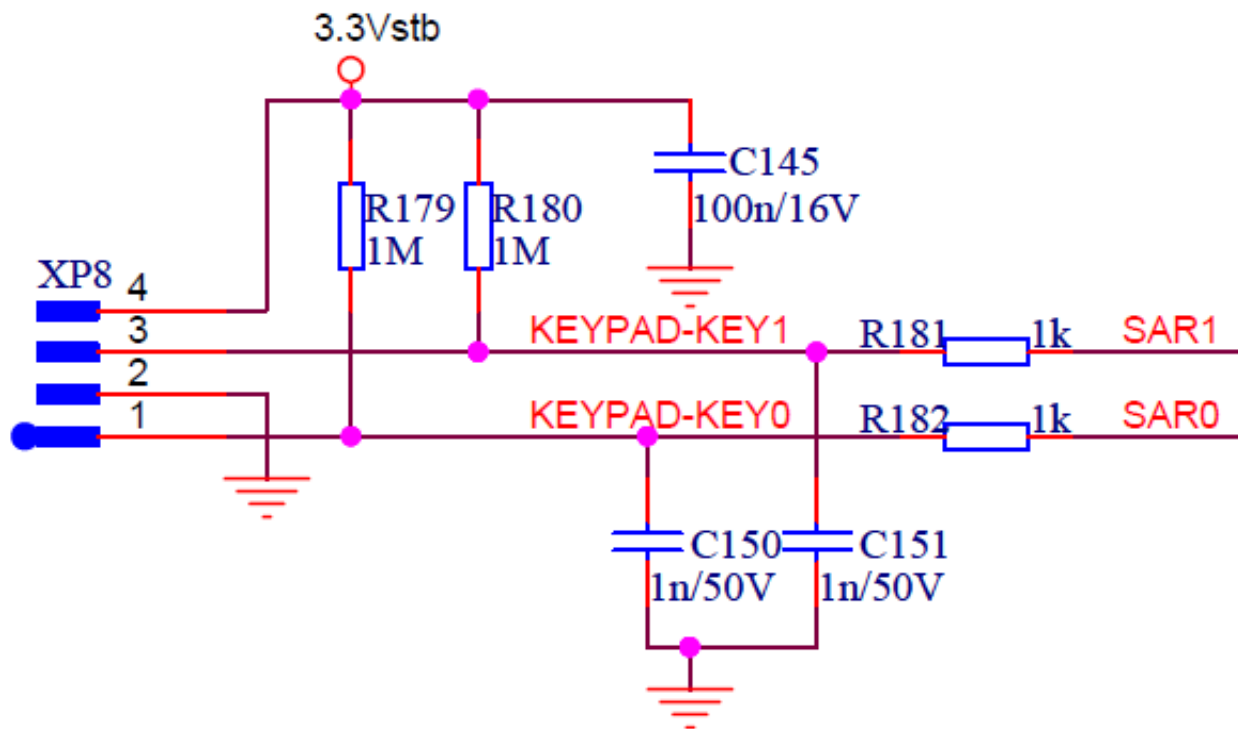 3.3Vstb
C145
100n/16V
R179
1M
R180
1M
XP8
4
3
2
1
KEYPAD-KEY1
R181
1k
SAR1
KEYPAD-KEY0
R182
1k
SAR0
C150
1n/50V
C151
1n/50V